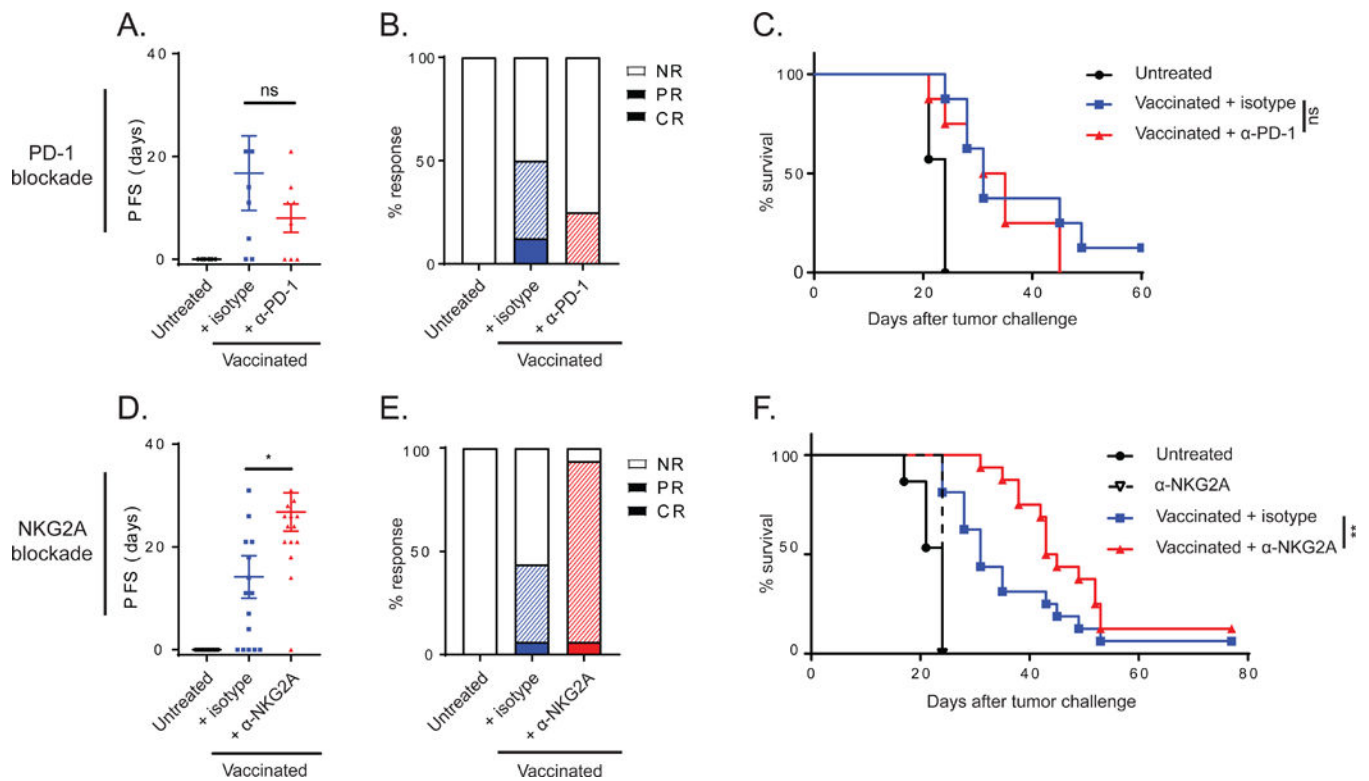 A.
PD-1
blockade
PFS (days)
40
20
0
ns
Untreated
+ isotype
+ α-PD-1
Vaccinated
B.
% response
100
50
0
NR
PR
CR
Untreated
+ isotype
+ α-PD-1
Vaccinated
C.
% survival
100
50
0
0
20
40
60
Days after tumor challenge
Untreated
Vaccinated + isotype
Vaccinated + α-PD-1
ns
D.
NKG2A
blockade
PFS (days)
40
20
0
*
Untreated
+ isotype
+ α-NKG2A
Vaccinated
E.
% response
100
50
0
NR
PR
CR
Untreated
+ isotype
+ α-NKG2A
Vaccinated
F.
% survival
100
50
0
0
20
40
60
80
Days after tumor challenge
Untreated
α-NKG2A
Vaccinated + isotype
Vaccinated + α-NKG2A
**